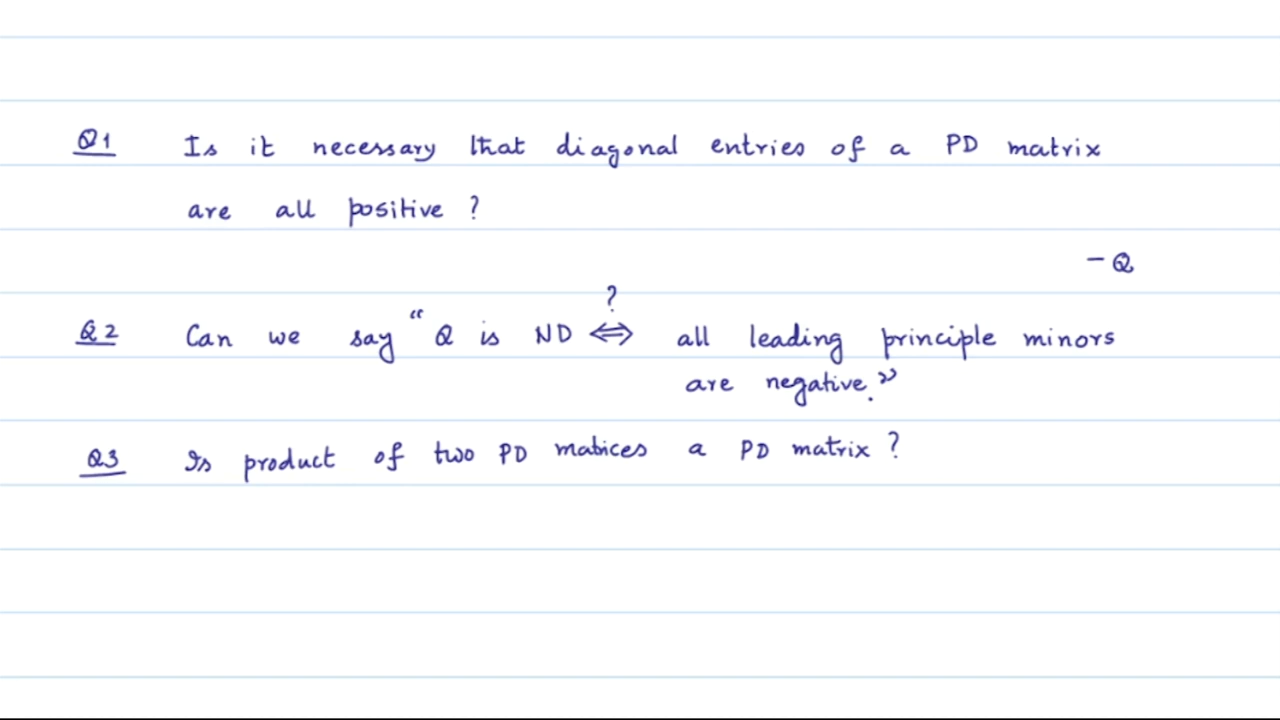 Q1 Is it necessary that diagonal entries of a PD matrix
are all positive ?
- Q
?
Q2 Can we say “ Q is ND ⇔ all leading principle minors
are negative.”
Q3 Is product of two PD matrices a PD matrix ?